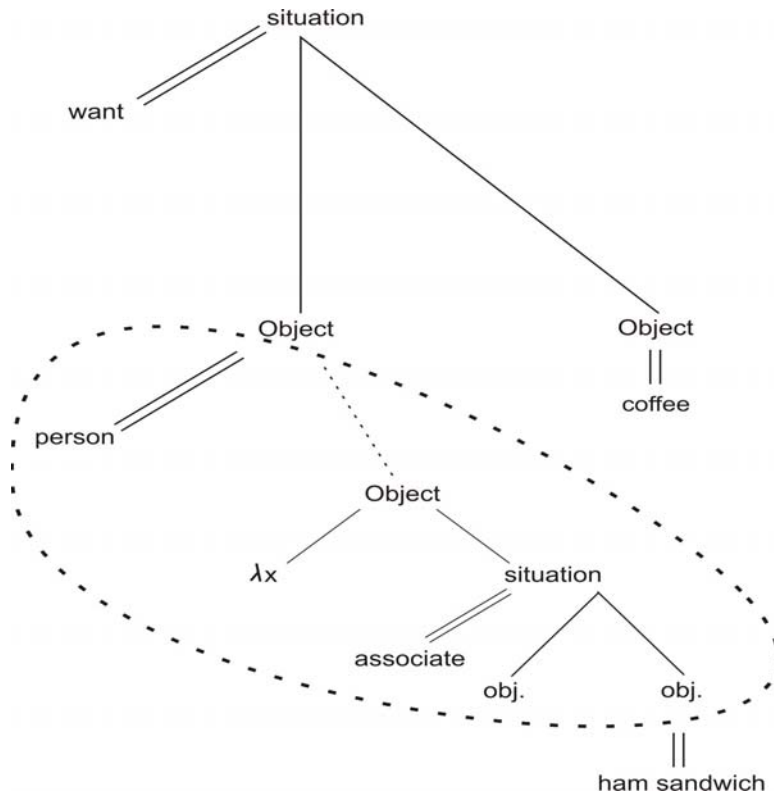 situation
want
Object
Object
coffee
person
Object
λx
situation
associate
obj.
obj.
ham sandwich